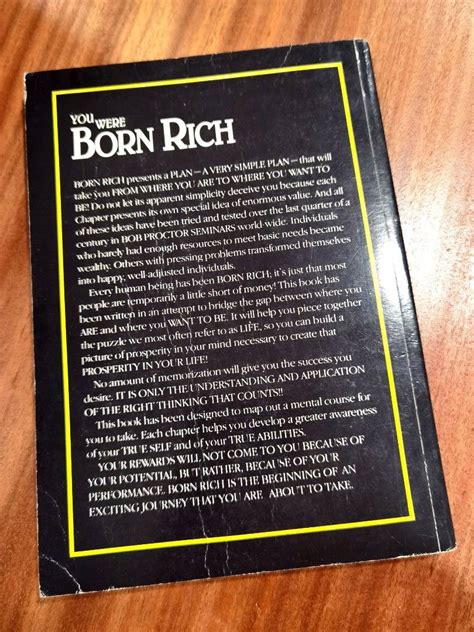 YOU
WERE
BORN RICH
BORN RICH presents a PLAN — A VERY SIMPLE PLAN — that will
take you FROM WHERE YOU ARE TO WHERE YOU WANT TO
BE! Do not let its apparent simplicity deceive you because each
Chapter presents its own special idea of enormous value. And all
of these ideas have been tried and tested over the last quarter of a
century in BOB PROCTOR SEMINARS world-wide. Individuals
who barely had enough resources to meet basic needs became
wealthy. Others with pressing problems transformed themselves
into happy, well-adjusted individuals.
Every human being has been BORN RICH; it's just that most
people are temporarily a little short of money! This book has
been written in an attempt to bridge the gap between where you
ARE and where you WANT TO BE. It will help you piece together
the puzzle we most often refer to as LIFE, so you can build a
picture of prosperity in your mind necessary to create that
PROSPERITY IN YOUR LIFE!
No amount of memorization will give you the success you
desire. IT IS ONLY THE UNDERSTANDING AND APPLICATION
OF THE RIGHT THINKING THAT COUNTS!!
This book has been designed to map out a mental course for
you to take. Each chapter helps you develop a greater awareness
of your TRUE SELF and of your TRUE ABILITIES.
YOUR REWARDS WILL NOT COME TO YOU BECAUSE OF
YOUR POTENTIAL, BUT RATHER, BECAUSE OF YOUR
PERFORMANCE. BORN RICH IS THE BEGINNING OF AN
EXCITING JOURNEY THAT YOU ARE ABOUT TO TAKE.